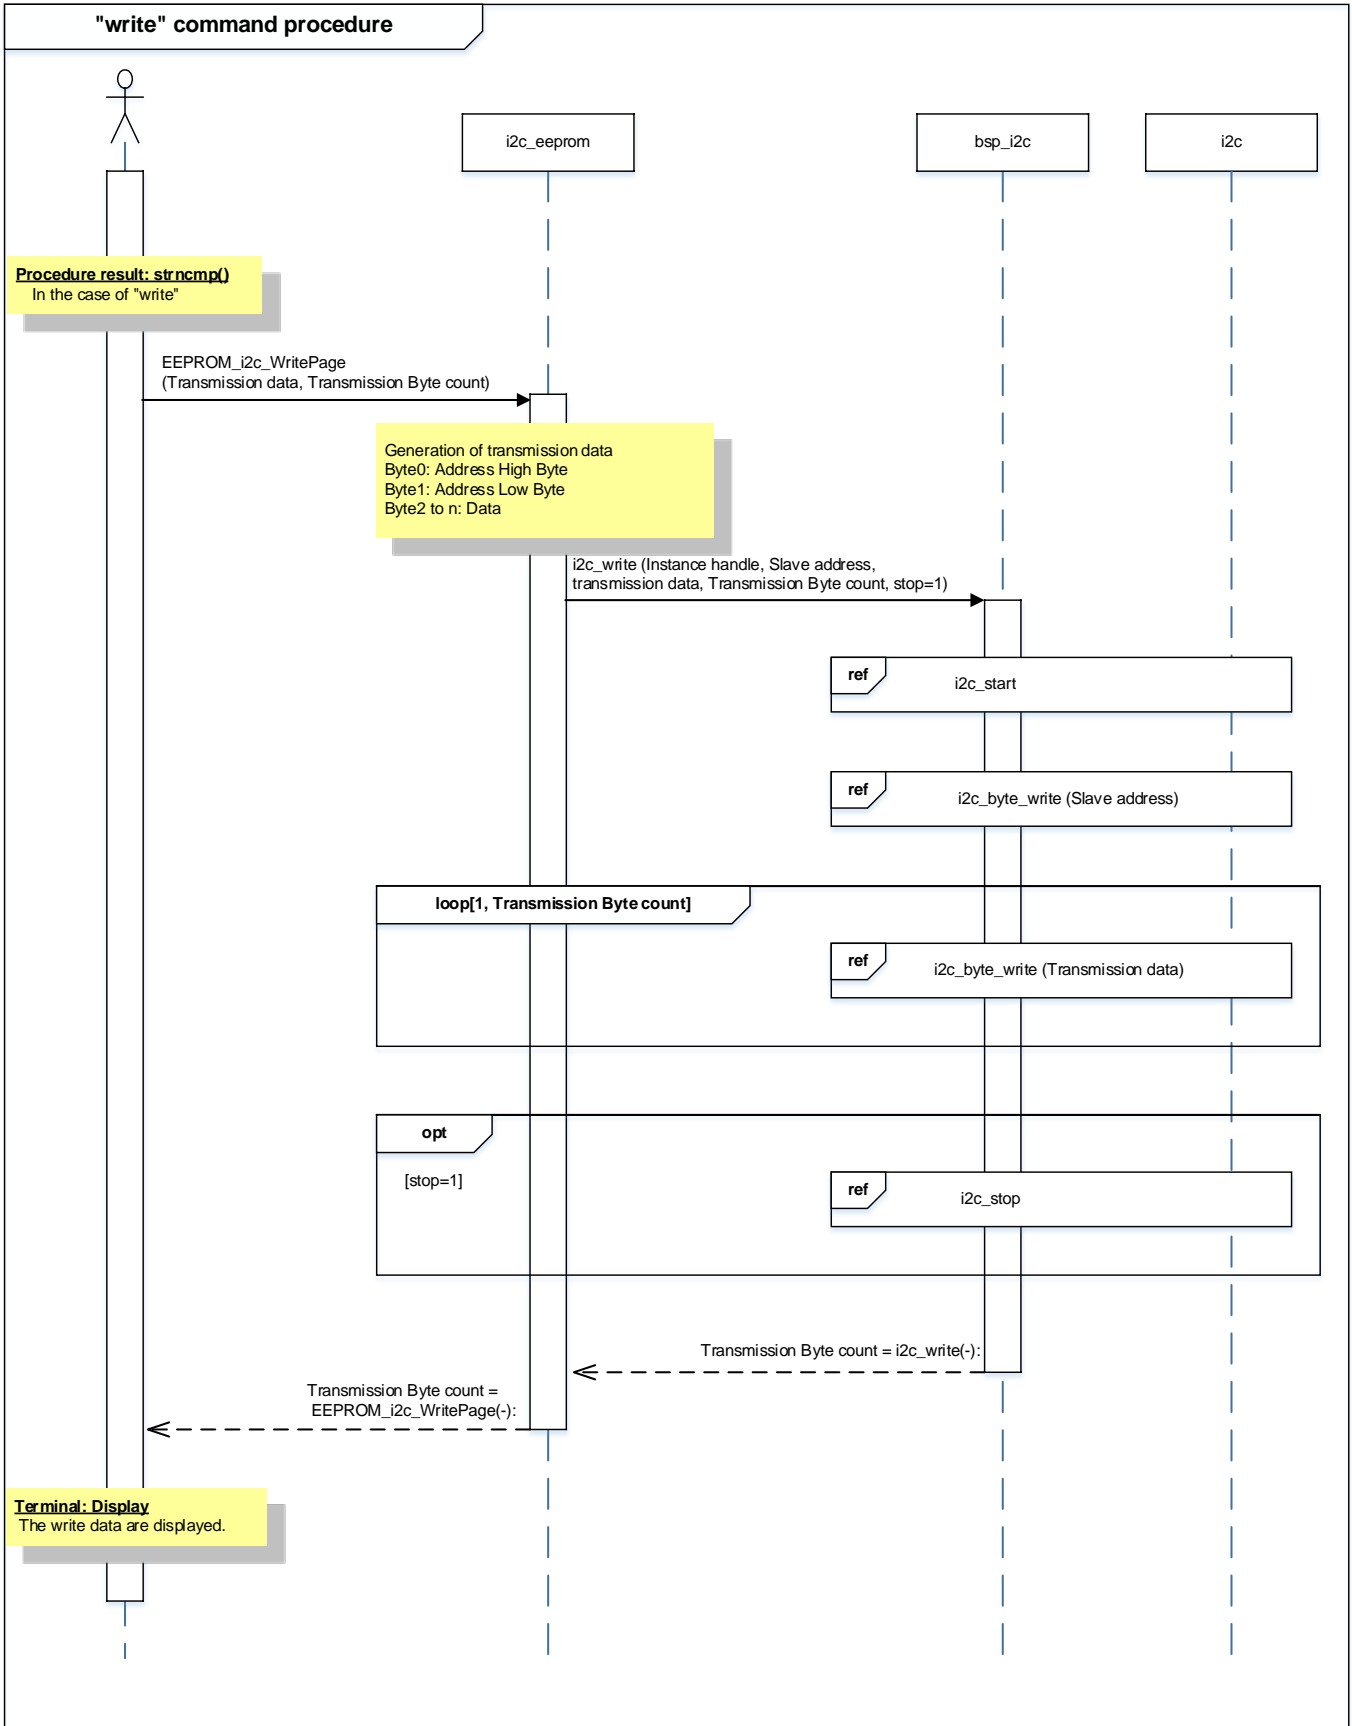 "write" command procedure
i2c_eeprom
bsp_i2c
i2c
Procedure result: strncmp()
In the case of "write"
EEPROM_i2c_WritePage
(Transmission data, Transmission Byte count)
Generation of transmission data
Byte0: Address High Byte
Byte1: Address Low Byte
Byte2 to n: Data
i2c_write (Instance handle, Slave address,
transmission data, Transmission Byte count, stop=1)
ref
i2c_start
ref
i2c_byte_write (Slave address)
loop[1, Transmission Byte count]
ref
i2c_byte_write (Transmission data)
opt
[stop=1]
ref
i2c_stop
Transmission Byte count = i2c_write(-):
Transmission Byte count =
EEPROM_i2c_WritePage(-):
Terminal: Display
The write data are displayed.